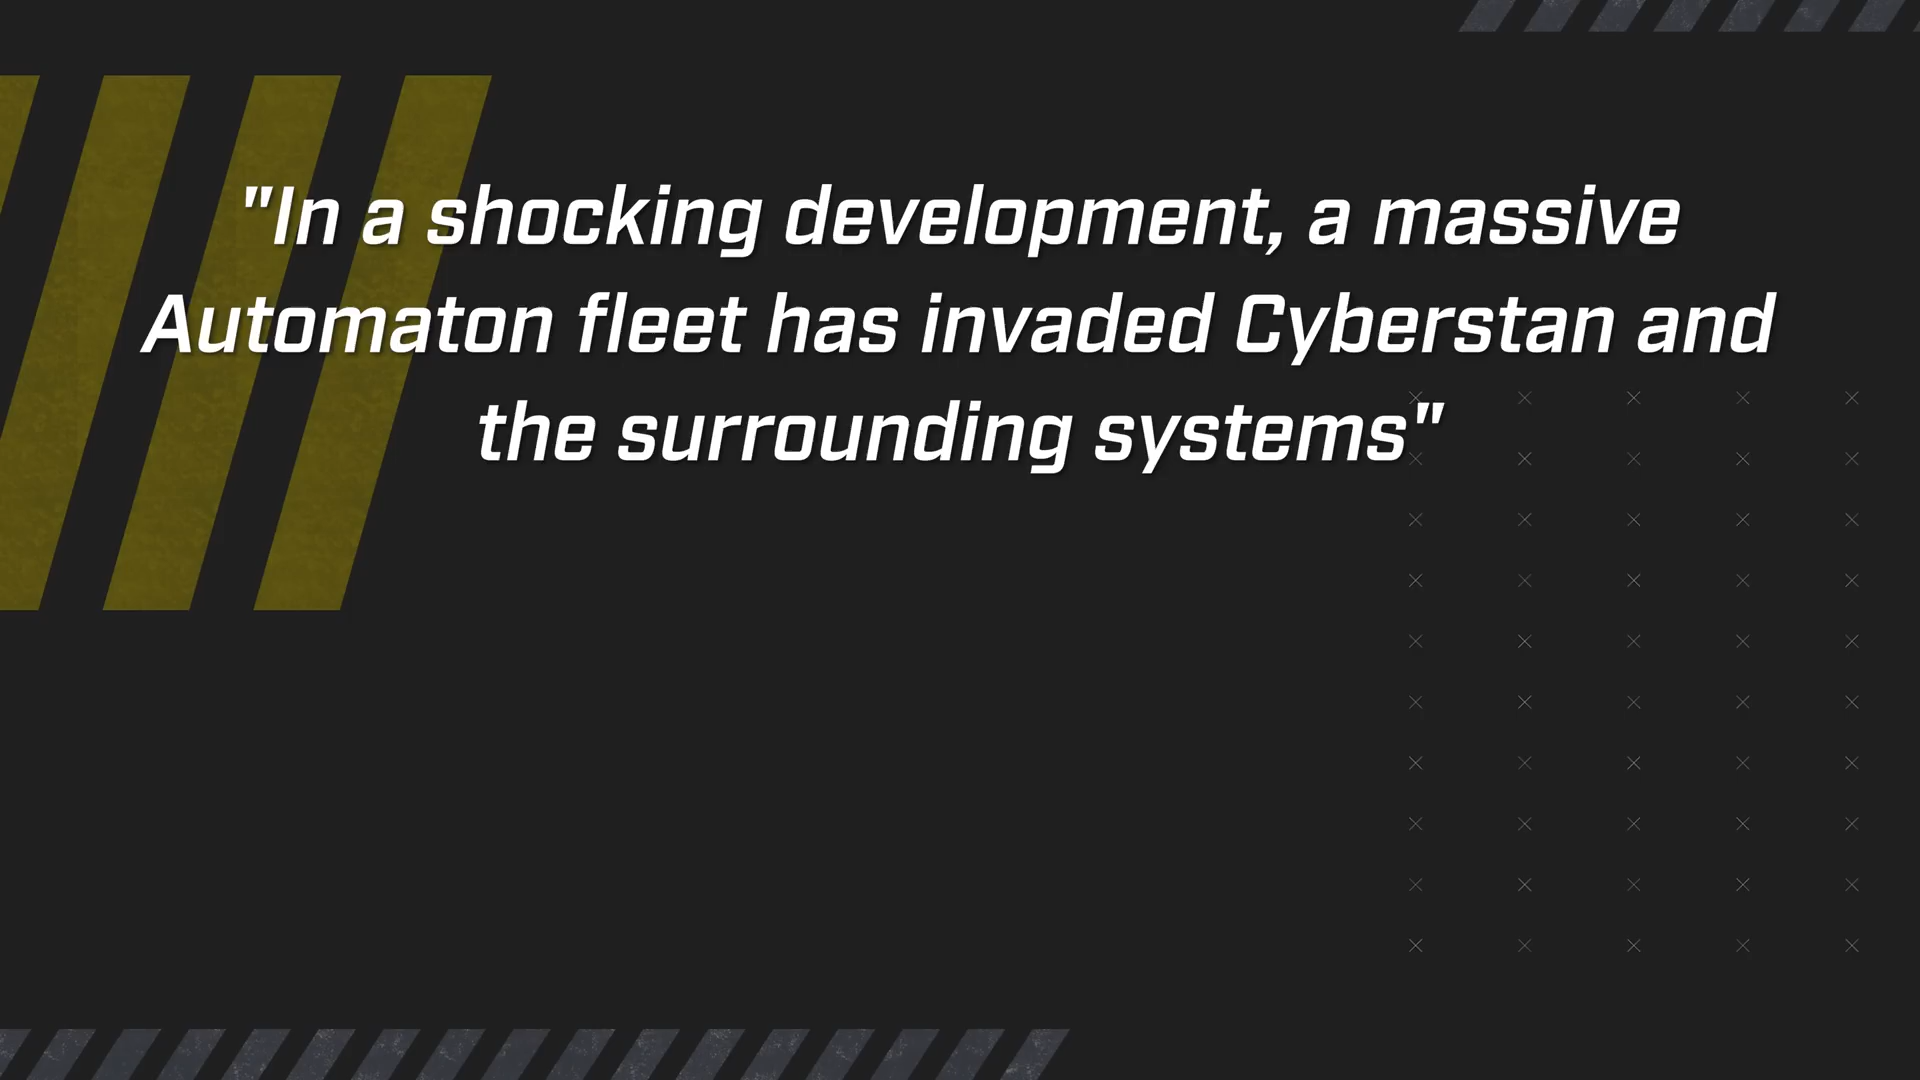 "In a shocking development, a massive
Automaton fleet has invaded Cyberstan and
the surrounding systems"